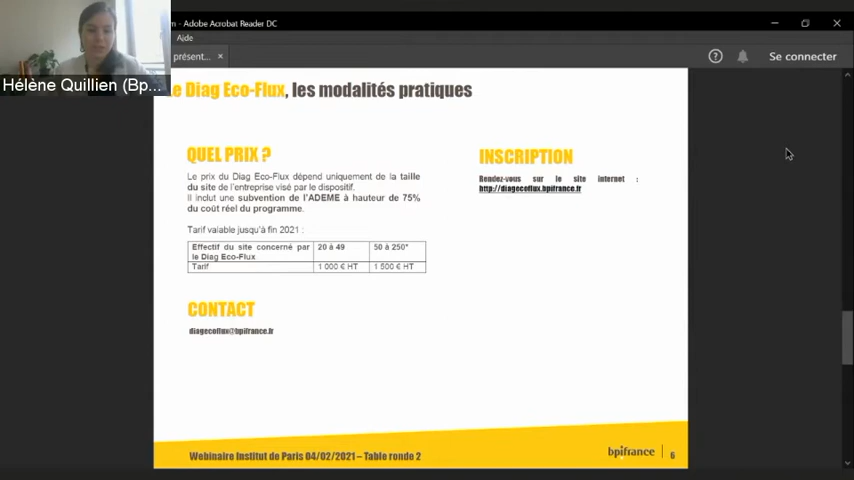 m - Adobe Acrobat Reader DC
Aide
présent... ×
Se connecter
Hélène Quillien (Bp...
e Diag Eco-Flux, les modalités pratiques
QUEL PRIX ?
Le prix du Diag Eco-Flux dépend uniquement de la taille
du site de l'entreprise visé par le dispositif.
Il inclut une subvention de l'ADEME à hauteur de 75%
du coût réel du programme.
Tarif valable jusqu'à fin 2021 :
Effectif du site concerné par 20 à 49 50 à 250*
le Diag Eco-Flux
Tarif 1 000 € HT 1 500 € HT
CONTACT
diagecoflux@bpifrance.fr
INSCRIPTION
Rendez-vous sur le site internet :
http://diagecoflux.bpifrance.fr
Webinaire Institut de Paris 04/02/2021 – Table ronde 2
bpifrance 6